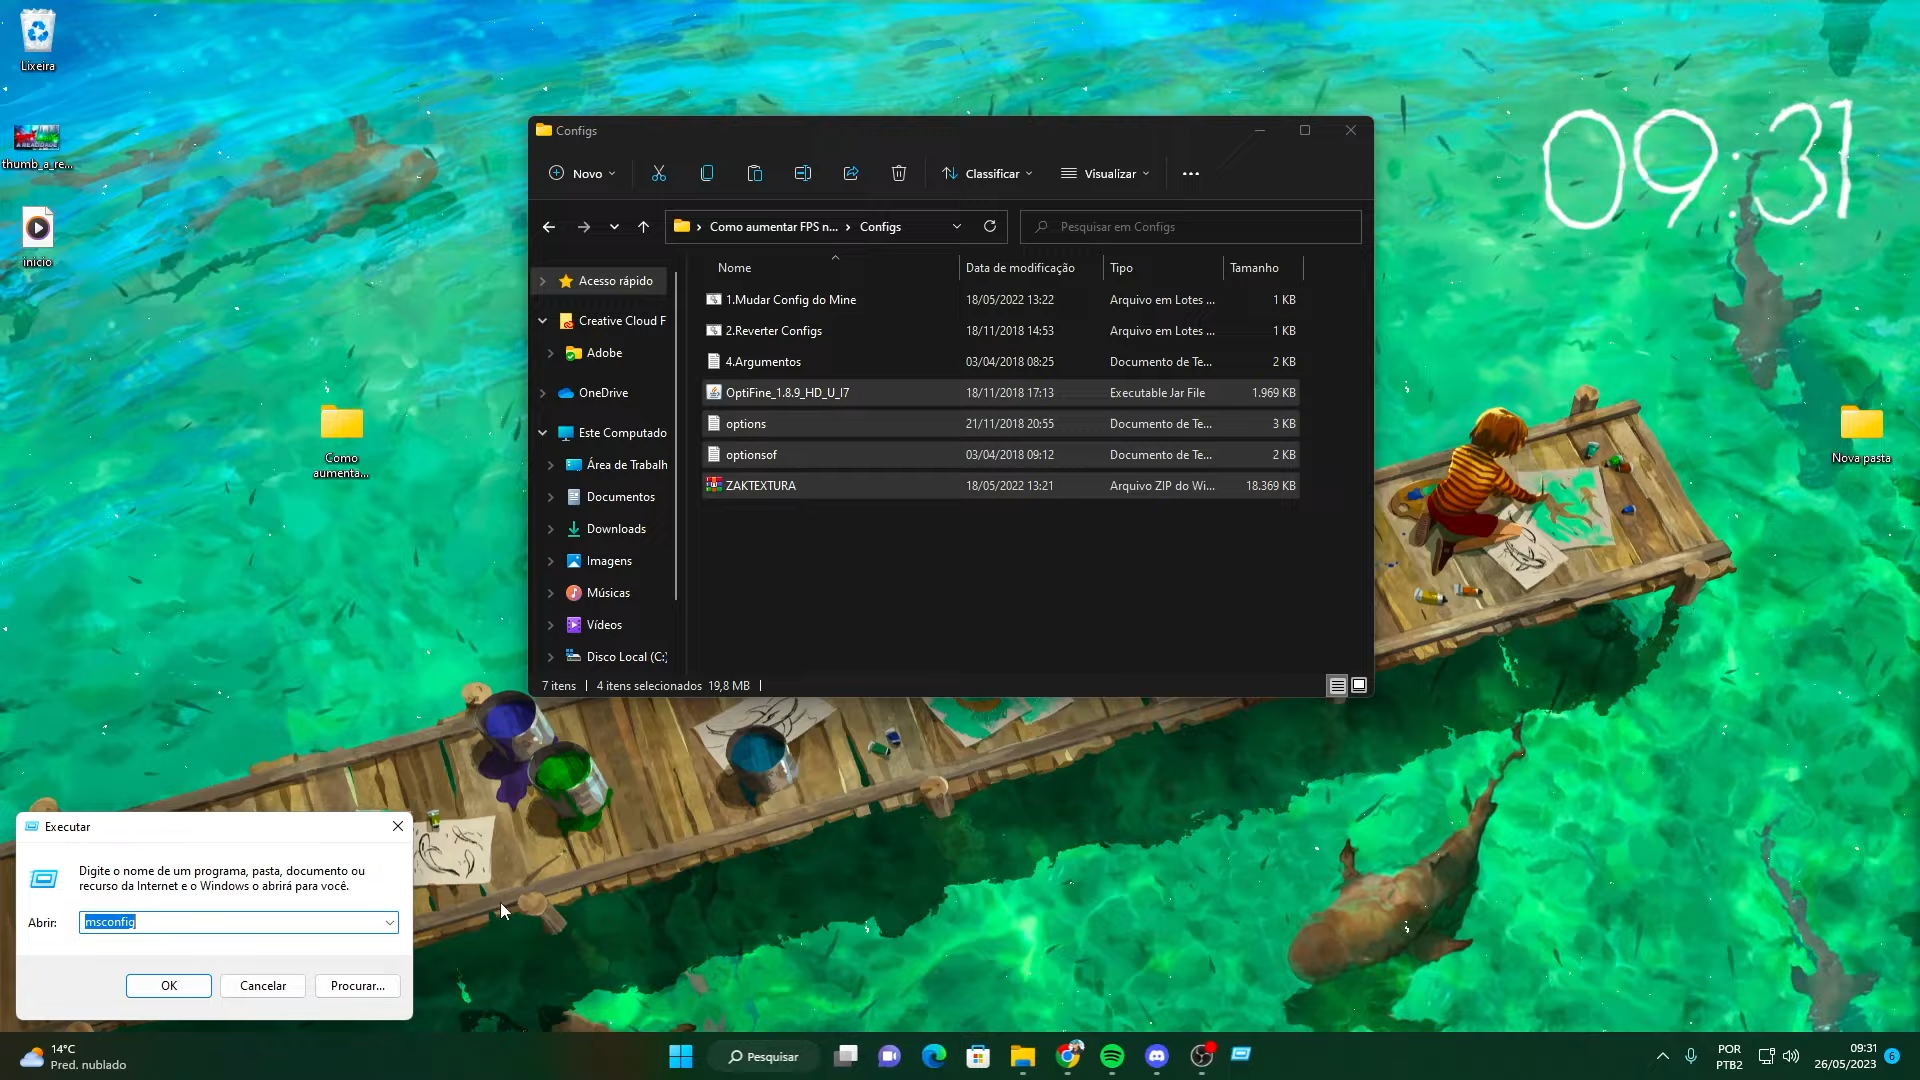 Lixeira
thumb_a_re...
inicio
Como
aumenta...
Nova pasta
09:31
Configs
Novo
Classificar
Visualizar
Como aumentar FPS n... > Configs
Pesquisar em Configs
Acesso rápido
Creative Cloud F
Adobe
OneDrive
Este Computado
Área de Trabalh
Documentos
Downloads
Imagens
Músicas
Vídeos
Disco Local (C:)
Nome Data de modificação Tipo Tamanho
1.Mudar Config do Mine 18/05/2022 13:22 Arquivo em Lotes ... 1 KB
2.Reverter Configs 18/11/2018 14:53 Arquivo em Lotes ... 1 KB
4.Argumentos 03/04/2018 08:25 Documento de Te... 2 KB
OptiFine_1.8.9_HD_U_I7 18/11/2018 17:13 Executable Jar File 1.969 KB
options 21/11/2018 20:55 Documento de Te... 3 KB
optionsof 03/04/2018 09:12 Documento de Te... 2 KB
ZAKTEXTURA 18/05/2022 13:21 Arquivo ZIP do Wi... 18.369 KB
7 itens | 4 itens selecionados 19,8 MB |
Executar
Digite o nome de um programa, pasta, documento ou
recurso da Internet e o Windows o abrirá para você.
Abrir: msconfig
OK Cancelar Procurar...
14°C
Pred. nublado
Pesquisar
POR
PTB2
09:31
26/05/2023
6